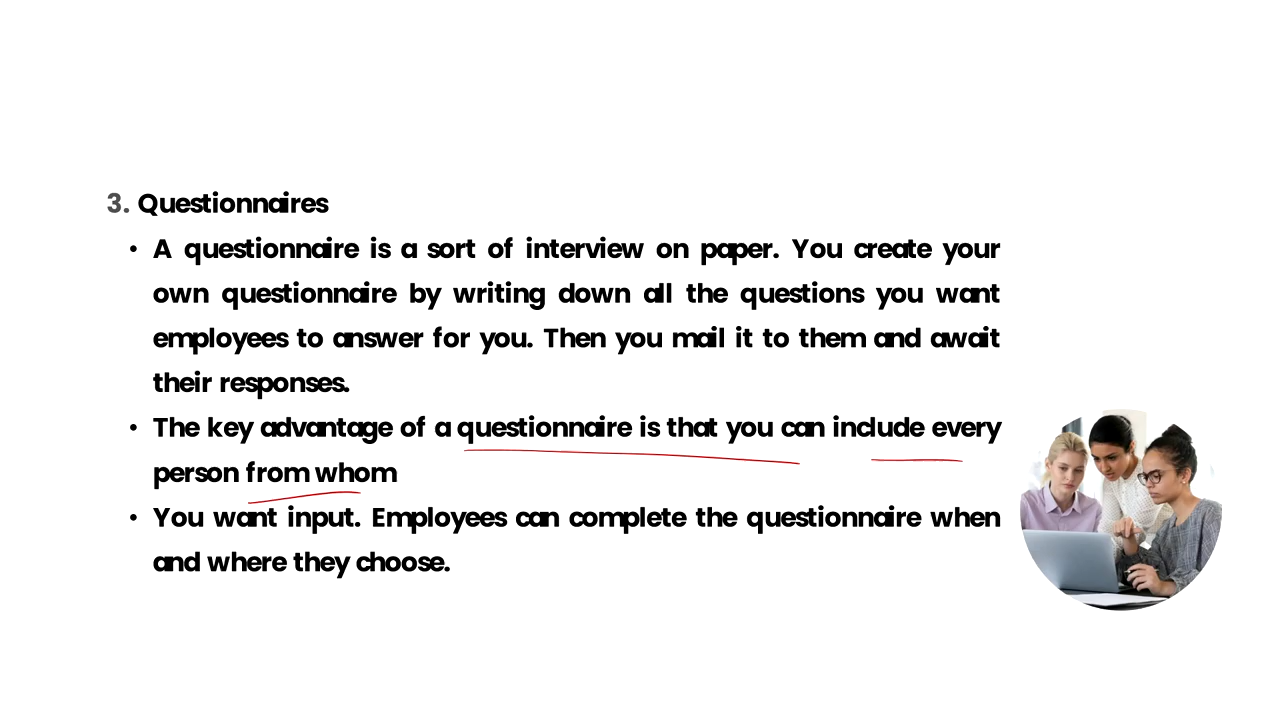 3. Questionnaires
• A questionnaire is a sort of interview on paper. You create your
own questionnaire by writing down all the questions you want
employees to answer for you. Then you mail it to them and await
their responses.
• The key advantage of a questionnaire is that you can include every
person from whom
• You want input. Employees can complete the questionnaire when
and where they choose.